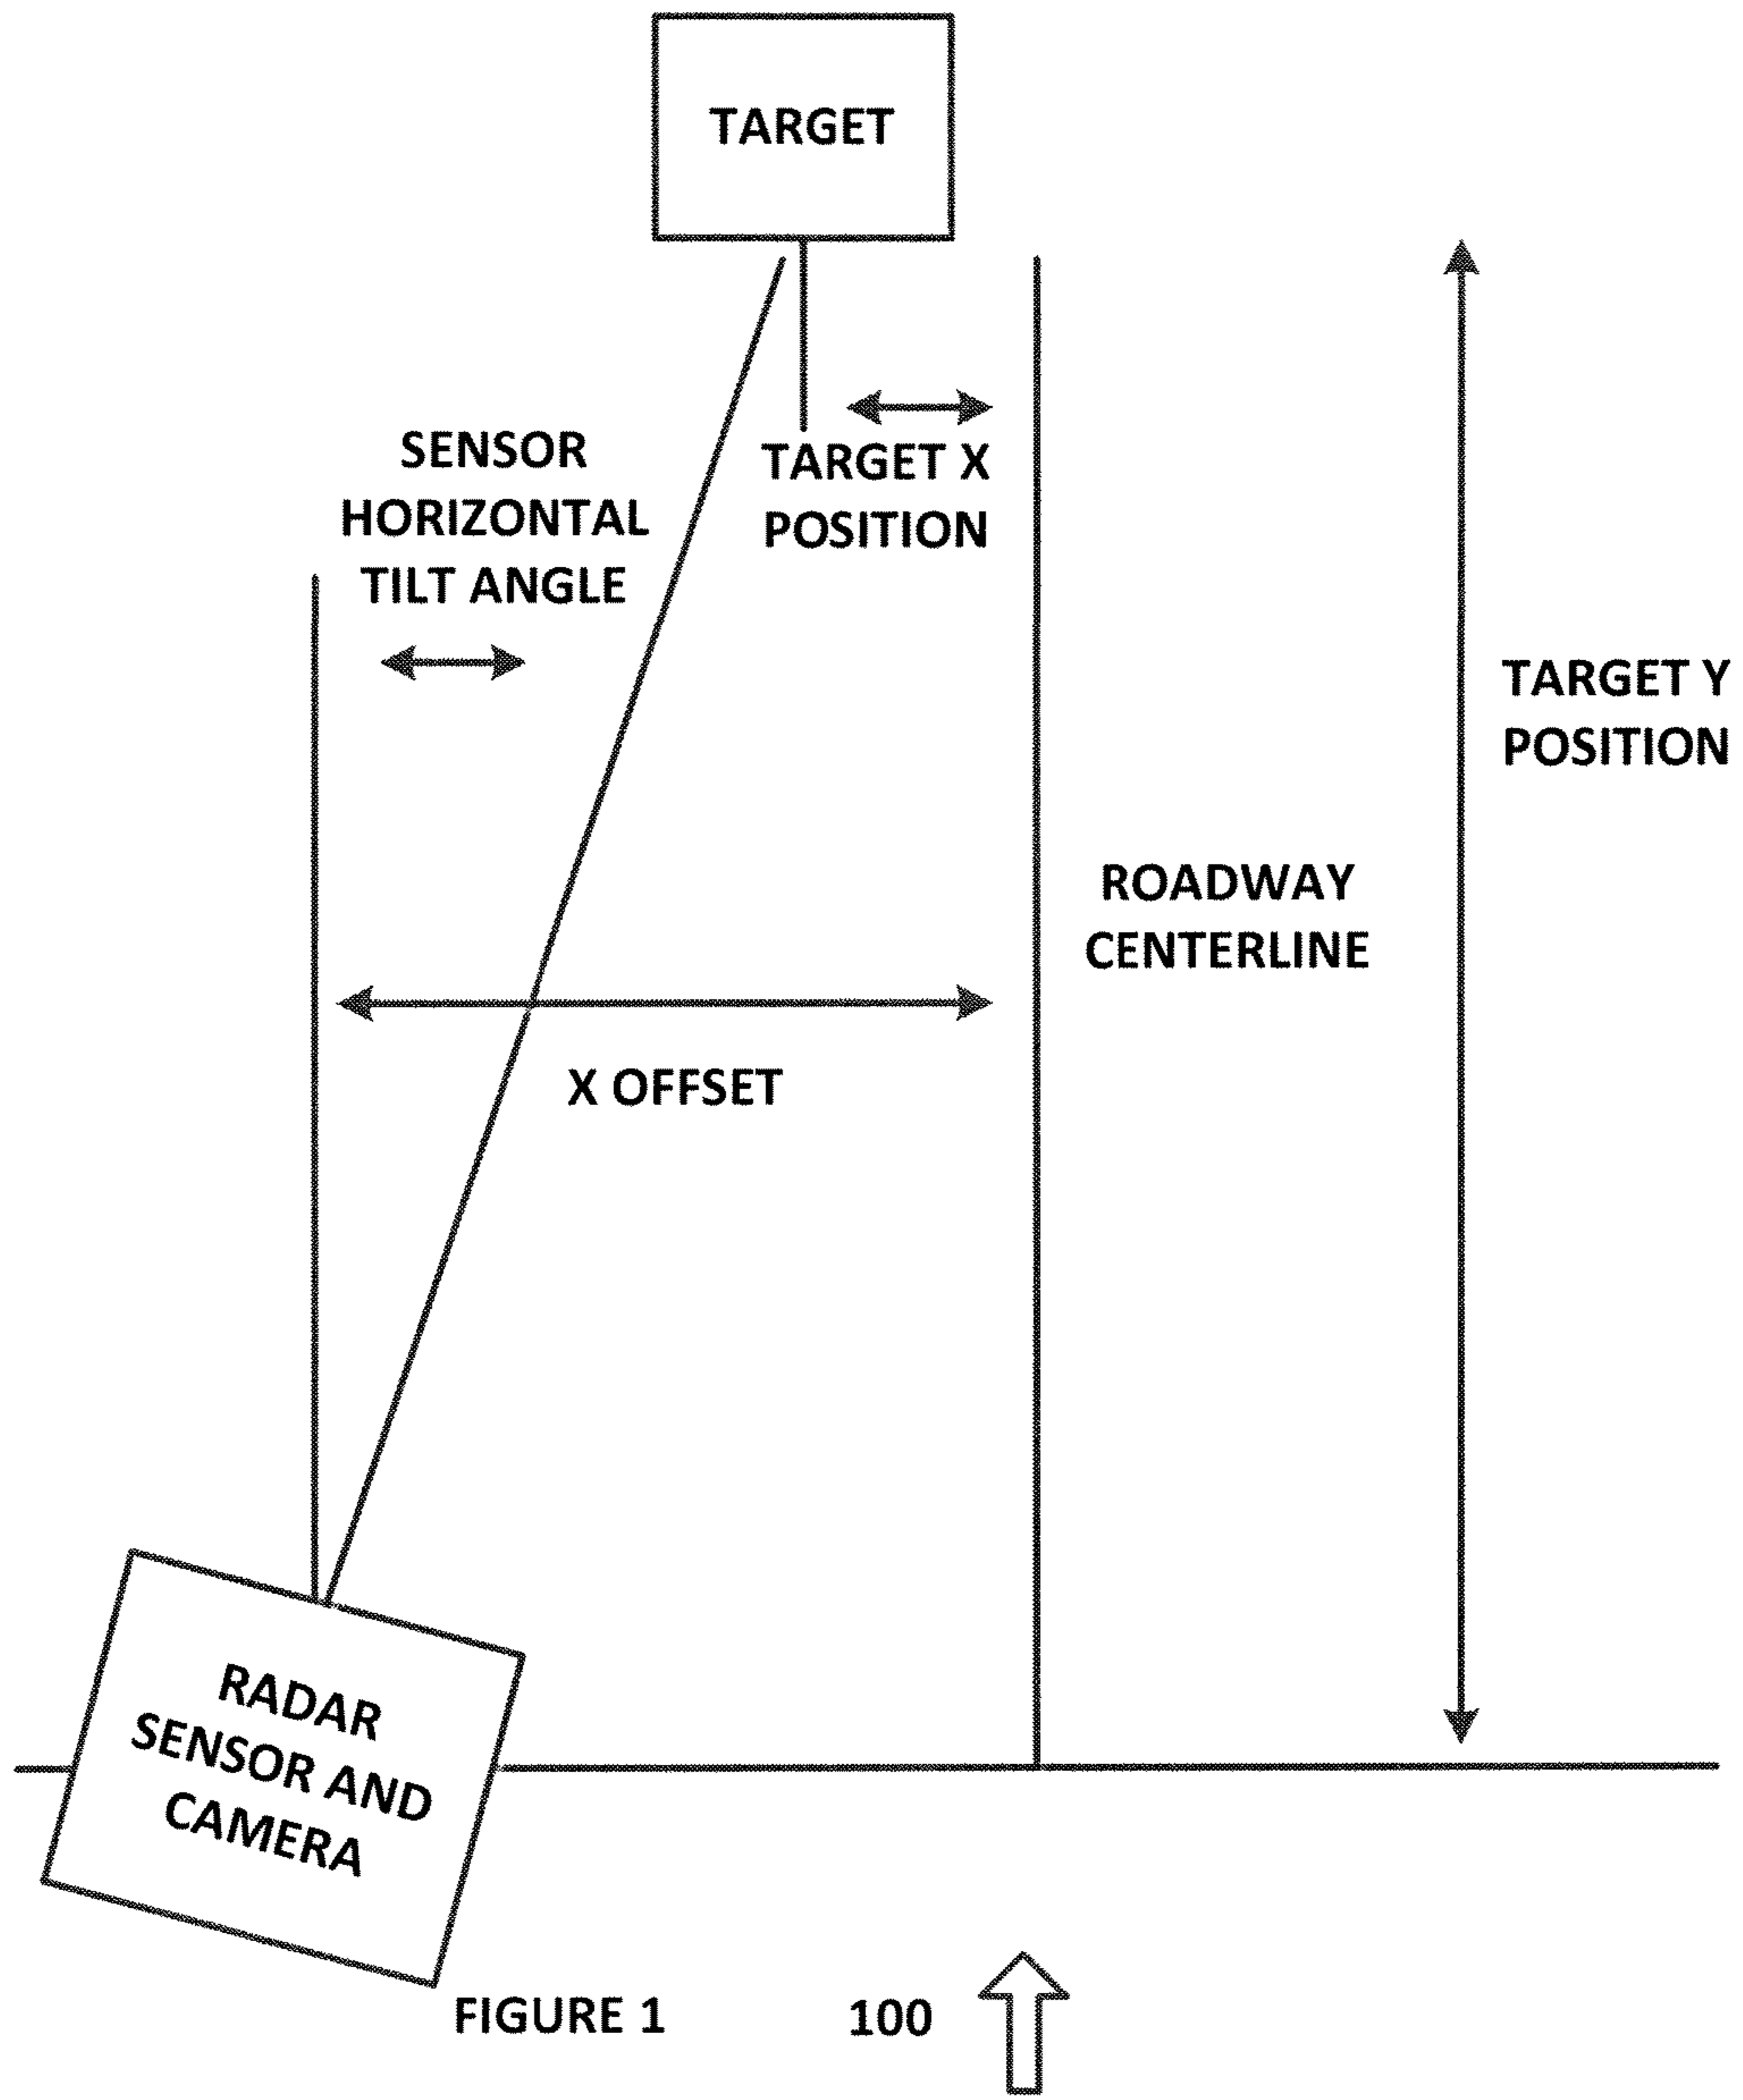 TARGET
SENSOR
HORIZONTAL
TILT ANGLE
TARGET X
POSITION
TARGET Y
POSITION
ROADWAY
CENTERLINE
X OFFSET
RADAR
SENSOR AND
CAMERA
FIGURE 1
100